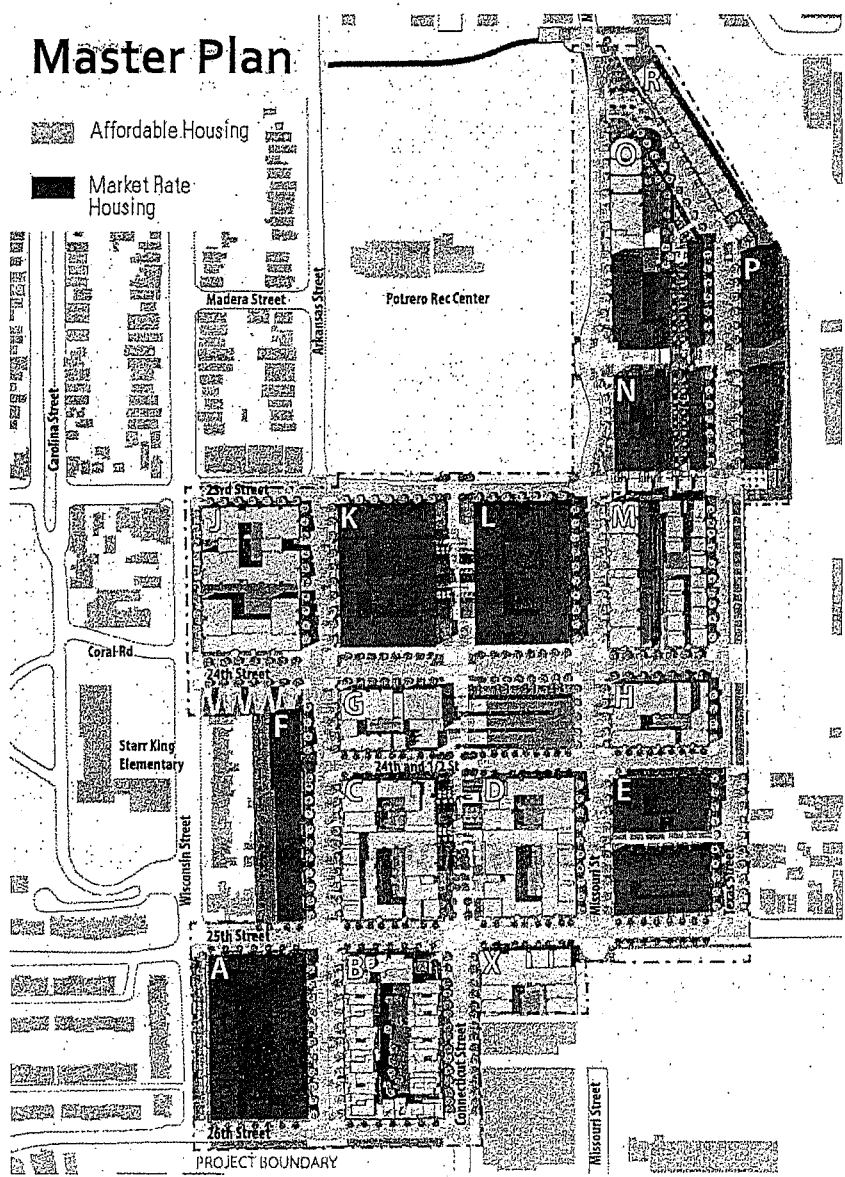 Master Plan
Affordable Housing
Market Rate
Housing
R
O
P
Madera Street
Arkansas Street
Potrero Rec Center
Carolina Street
N
23rd Street
J
K
L
M
Coral Rd
24th Street
G
H
F
Starr King
Elementary
24th and 1/2 St
C
D
E
Wisconsin Street
Missouri St
Texas Street
25th Street
A
B
X
Connecticut Street
Missouri Street
26th Street
PROJECT BOUNDARY